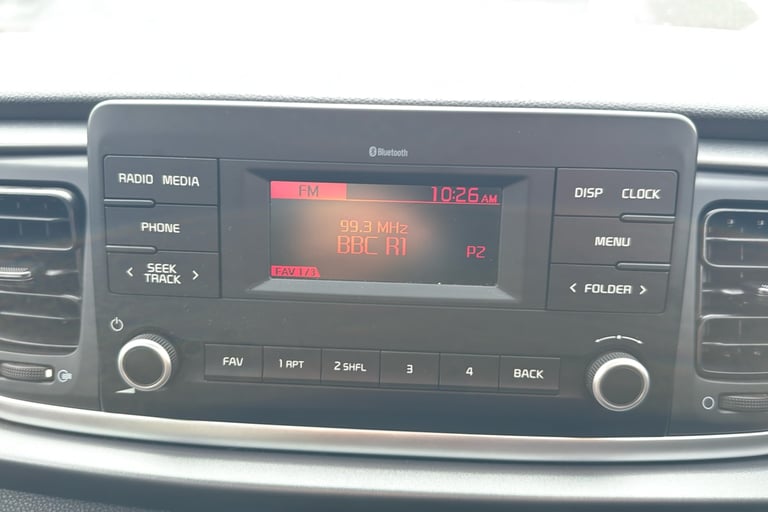 Bluetooth
RADIO MEDIA
PHONE
< SEEK TRACK >
FM 10:26 AM
99.3 MHz
BBC R1
P2
FAV 1/3
DISP CLOCK
MENU
< FOLDER >
FAV 1 RPT 2 SHFL 3 4 BACK